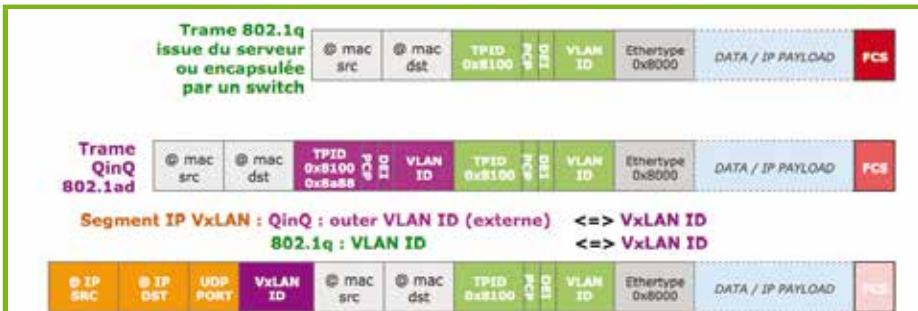 Trame 802.1q
issue du serveur
ou encapsulée
par un switch
@ mac src
@ mac dst
TPID 0x8100
PCP
DEI
VLAN ID
Ethertype 0x8000
DATA / IP PAYLOAD
FCS
Trame
QinQ
802.1ad
@ mac src
@ mac dst
TPID 0x8100 0x8a88
PCP
DEI
VLAN ID
TPID 0x8100
PCP
DEI
VLAN ID
Ethertype 0x8000
DATA / IP PAYLOAD
FCS
Segment IP VxLAN : QinQ : outer VLAN ID (externe) <=> VxLAN ID
802.1q : VLAN ID <=> VxLAN ID
@ IP SRC
@ IP DST
UDP PORT
VxLAN ID
@ mac src
@ mac dst
TPID 0x8100
PCP
DEI
VLAN ID
Ethertype 0x8000
DATA / IP PAYLOAD
FCS